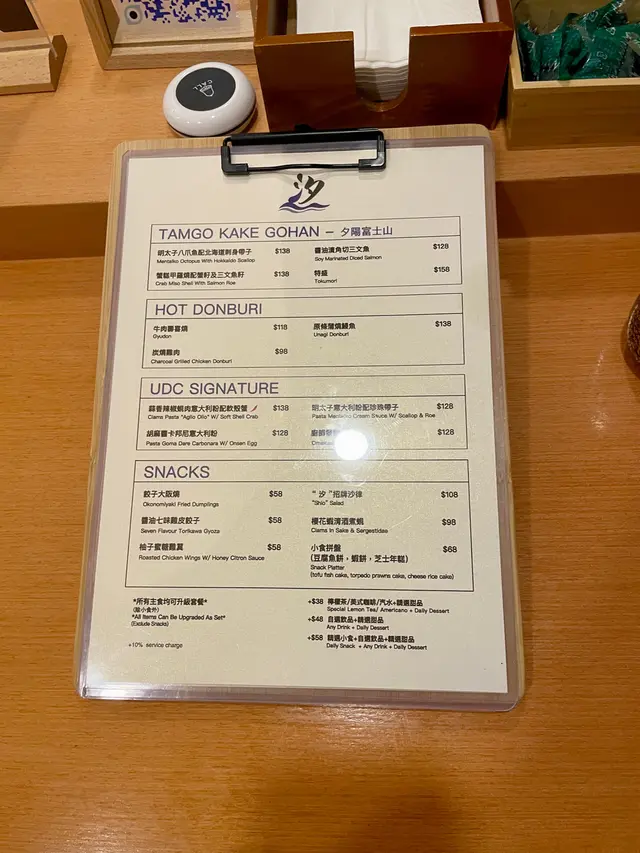 CALL
汐
TAMGO KAKE GOHAN – 夕陽富士山
明太子八爪魚配北海道刺身帶子 $138
Mentaiko Octopus With Hokkaido Scallop
蟹糕甲羅燒配蟹籽及三文魚籽 $138
Crab Miso Shell With Salmon Roe
醬油漬角切三文魚 $128
Soy Marinated Diced Salmon
特盛 $158
Tokumori
HOT DONBURI
牛肉壽喜燒 $118
Gyudon
炭燒雞肉 $98
Charcoal Grilled Chicken Donburi
原條蒲燒鰻魚 $138
Unagi Donburi
UDC SIGNATURE
蒜香辣椒蜆肉意大利粉配軟殼蟹 $138
Clams Pasta "Aglio Olio" W/ Soft Shell Crab
胡麻醬卡邦尼意大利粉 $128
Pasta Goma Dare Carbonara W/ Onsen Egg
明太子意大利粉配珍珠帶子 $128
Pasta Mentaiko Cream Sauce W/ Scallop & Roe
$128
SNACKS
餃子大阪燒 $58
Okonomiyaki Fried Dumplings
醬油七味雞皮餃子 $58
Seven Flavour Torikawa Gyoza
柚子蜜糖雞翼 $58
Roasted Chicken Wings W/ Honey Citron Sauce
"汐"招牌沙律 $108
"Shio" Salad
櫻花蝦清酒煮蜆 $98
Clams In Sake & Sergestidae
小食拼盤 $68
(豆腐魚餅，蝦餅，芝士年糕)
Snack Platter
(tofu fish cake, torpedo prawns cake, cheese rice cake)
*所有主食均可升級套餐*
(除小食外)
*All Items Can Be Upgraded As Set*
(Exclude Snacks)
+10% service charge
+$38 檸檬茶/美式咖啡/汽水+精選甜品
Special Lemon Tea/ Americano + Daily Dessert
+$48 自選飲品+精選甜品
Any Drink + Daily Dessert
+$58 精選小食+自選飲品+精選甜品
Daily Snack + Any Drink + Daily Dessert